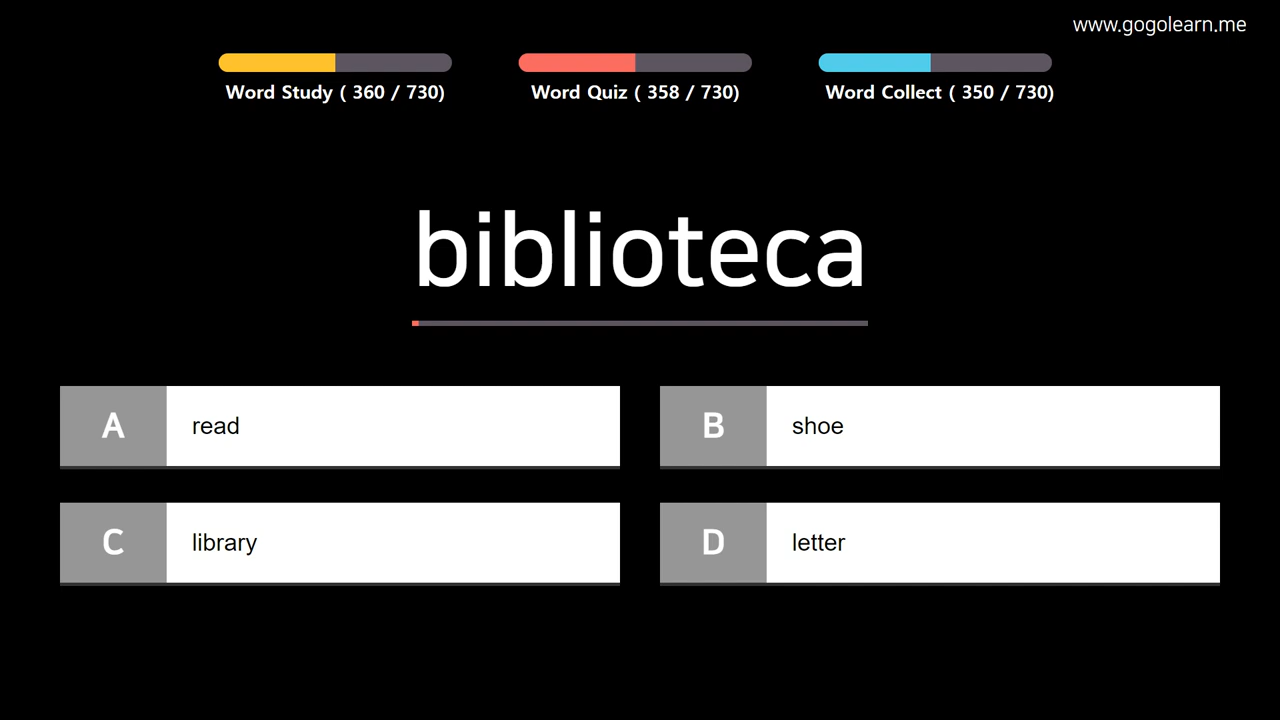 www.gogolearn.me
Word Study ( 360 / 730)
Word Quiz ( 358 / 730)
Word Collect ( 350 / 730)
biblioteca
A read
B shoe
C library
D letter